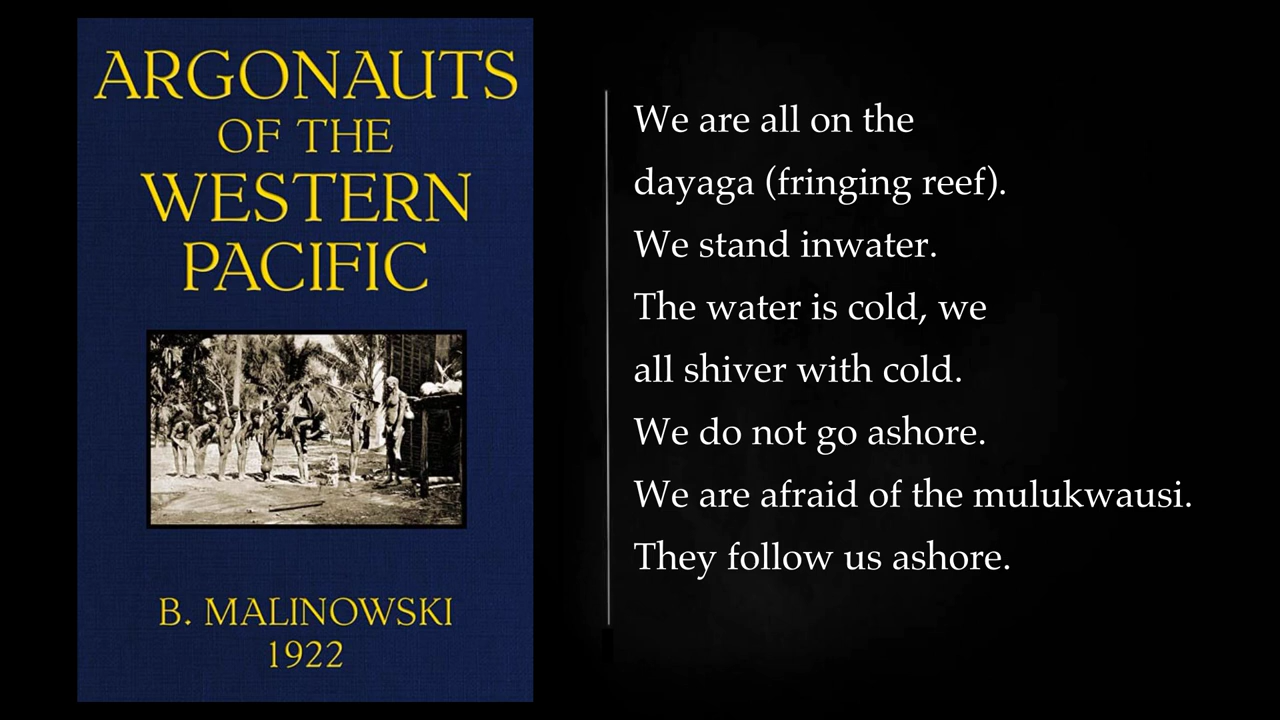 ARGONAUTS
OF THE
WESTERN
PACIFIC
B. MALINOWSKI
1922
We are all on the
dayaga (fringing reef).
We stand inwater.
The water is cold, we
all shiver with cold.
We do not go ashore.
We are afraid of the mulukwausi.
They follow us ashore.